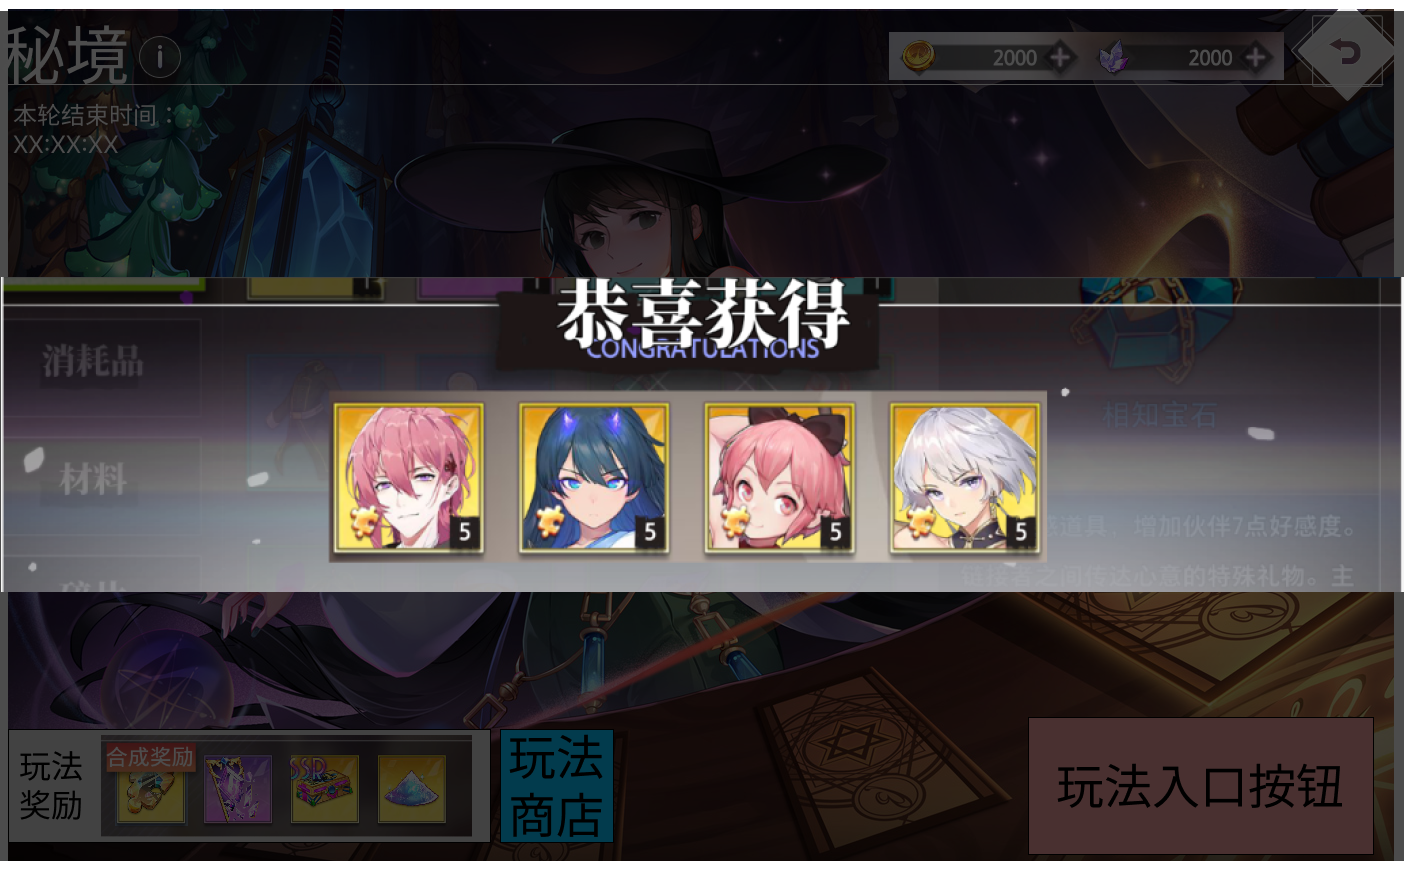 秘境
i
2000
2000
本轮结束时间：
XX:XX:XX
恭喜获得
CONGRATULATIONS
消耗品
材料
相知宝石
5
5
5
5
感道具，增加伙伴7点好感度。
链接者之间传达心意的特殊礼物。主
玩法
奖励
合成奖励
SSR
玩法
商店
玩法入口按钮